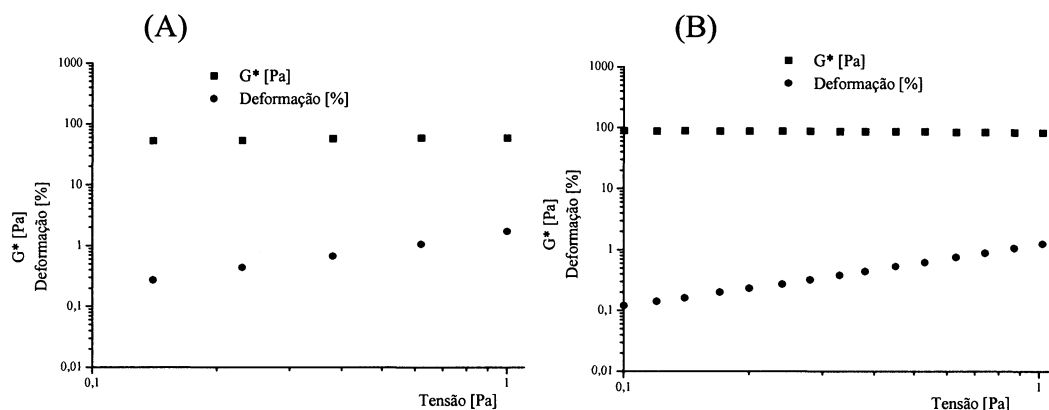 (A)
G* [Pa]
Deformação [%]
1000
100
10
1
0,1
0,01
G* [Pa]
Deformação [%]
0,1
1
Tensão [Pa]
(B)
G* [Pa]
Deformação [%]
1000
100
10
1
0,1
0,01
G* [Pa]
Deformação [%]
0,1
1
Tensão [Pa]